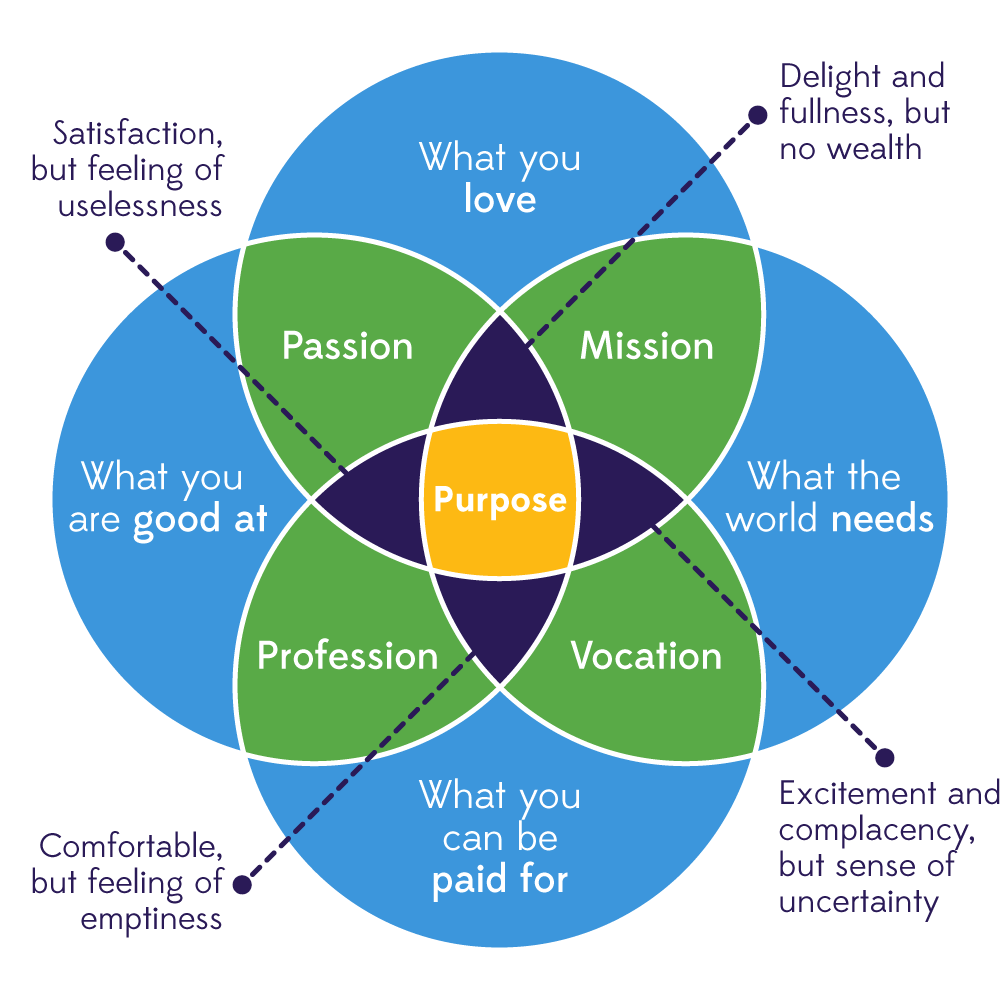 Delight and
fullness, but
no wealth
Satisfaction,
but feeling of
uselessness
What you
love
Passion
Mission
What you
are good at
Purpose
What the
world needs
Profession
Vocation
What you
can be
paid for
Excitement and
complacency,
but sense of
uncertainty
Comfortable,
but feeling of
emptiness